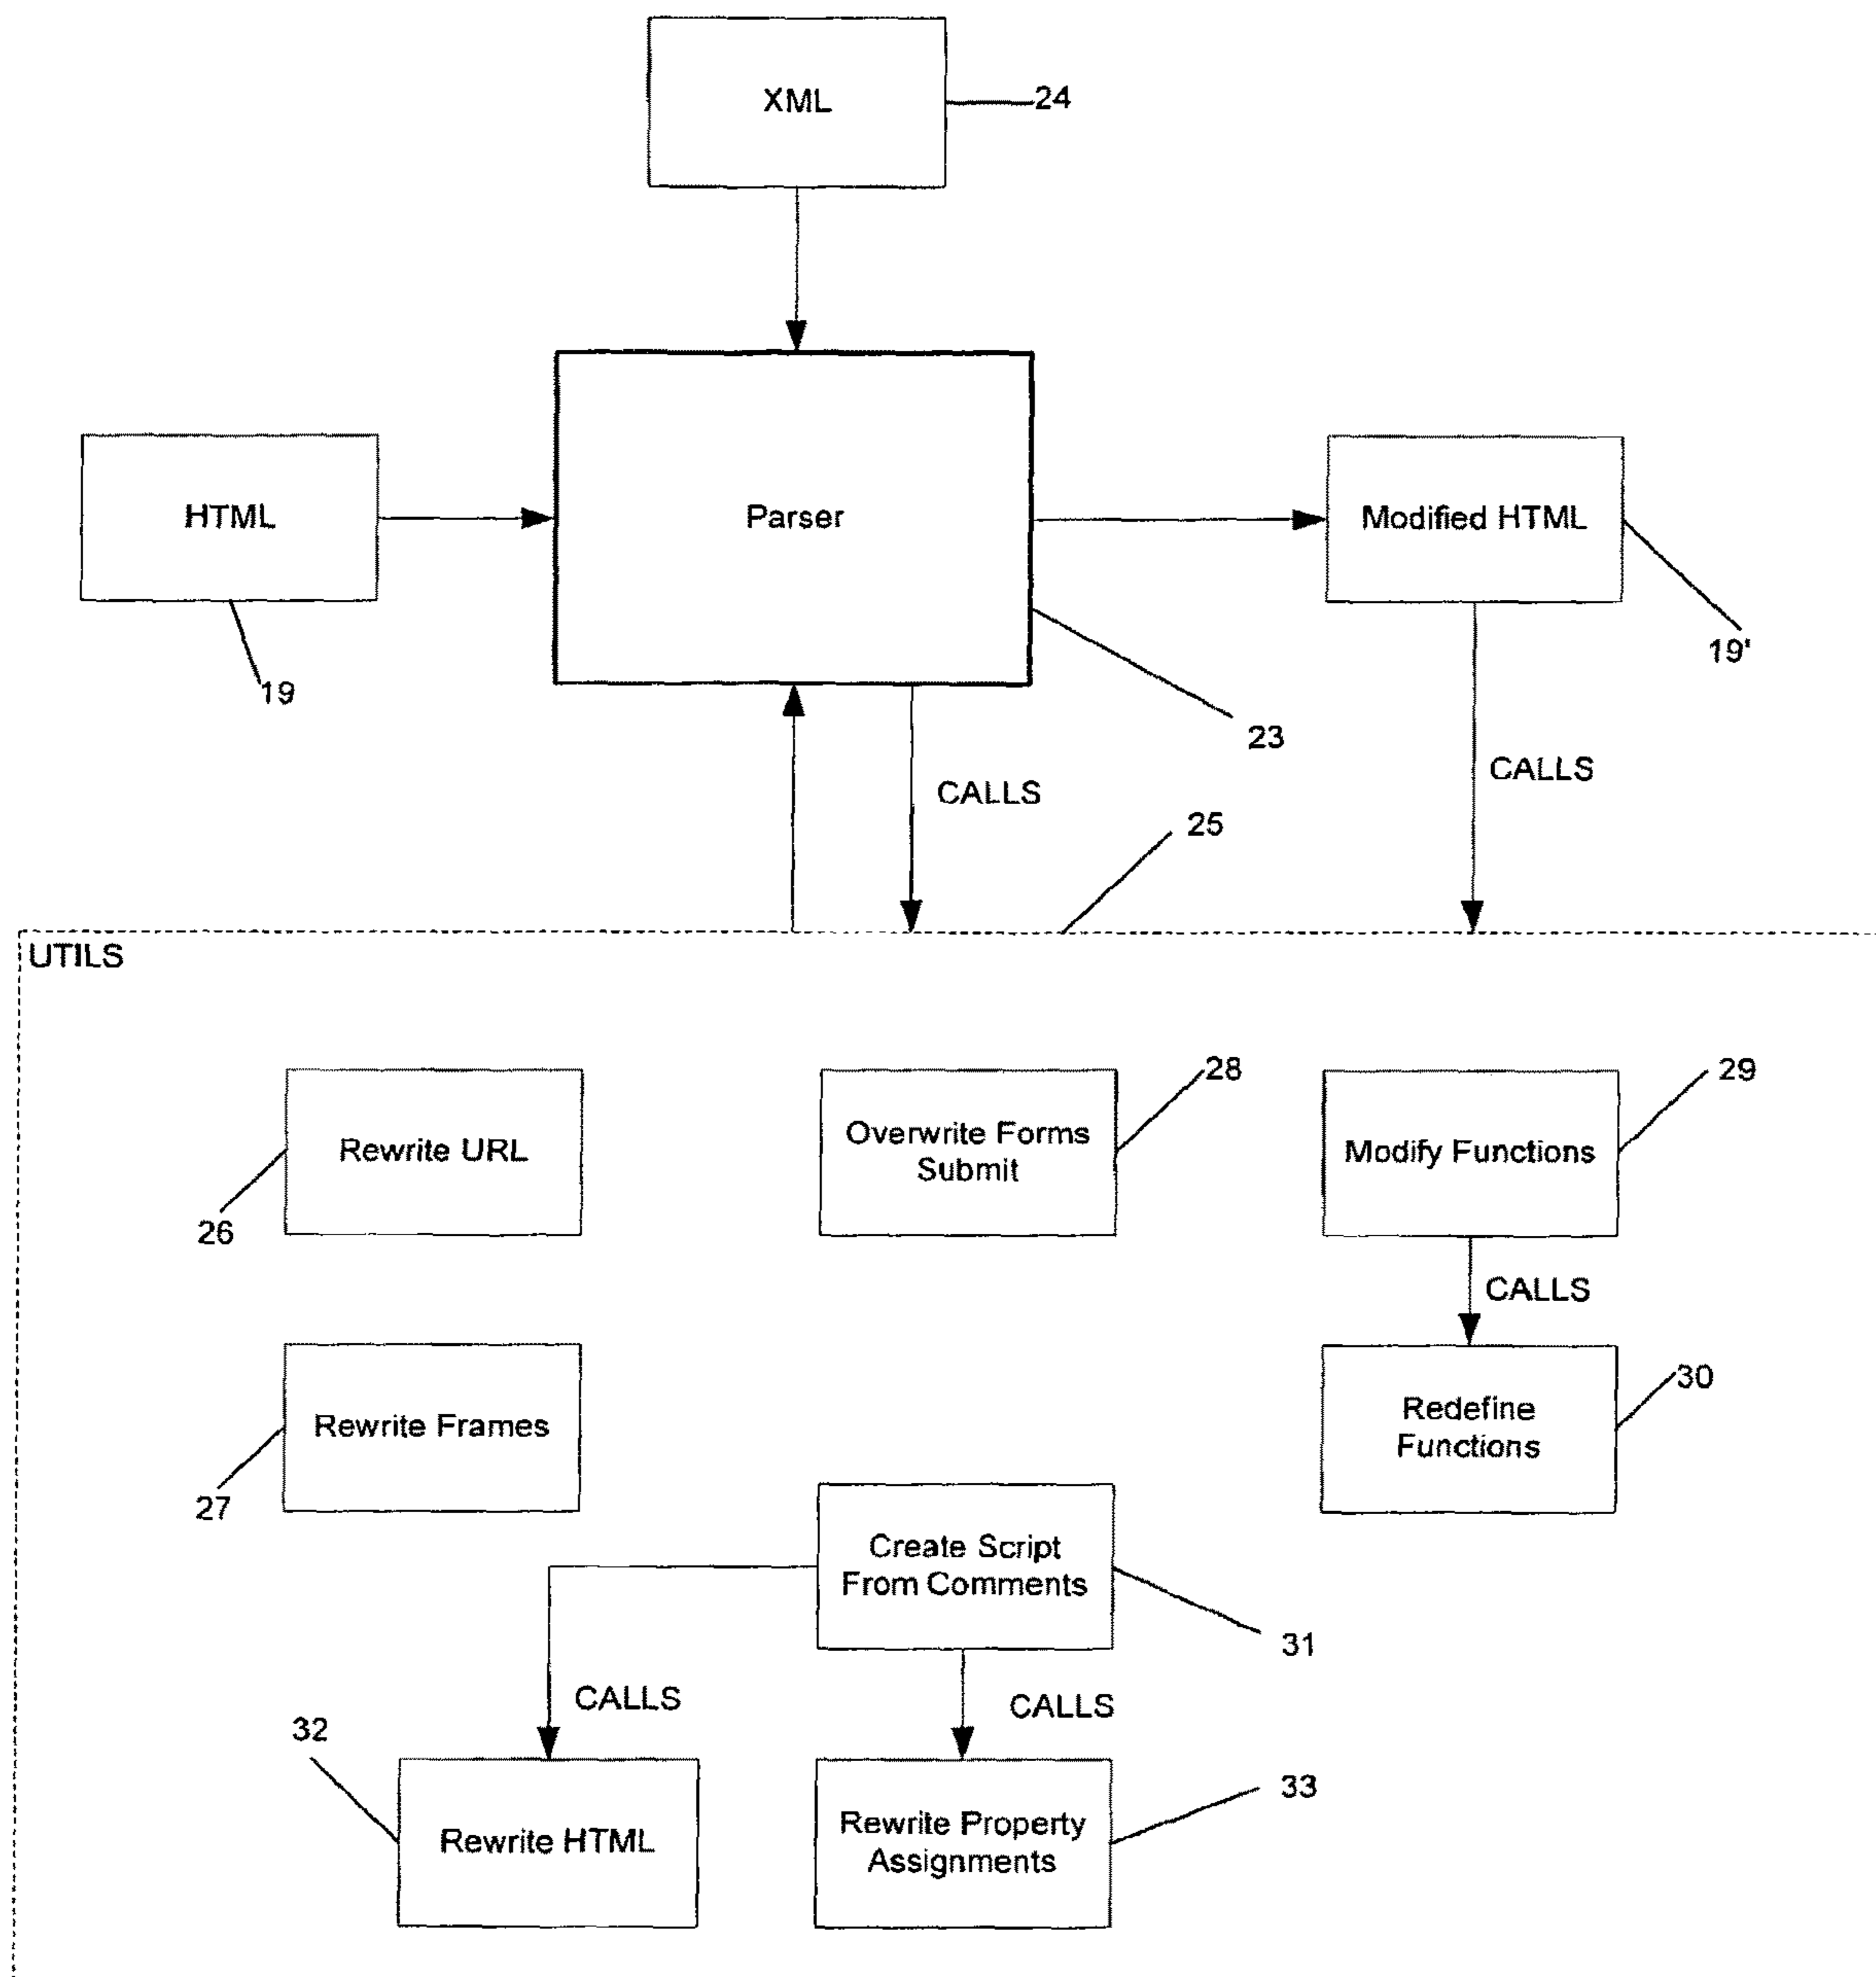 XML
24
HTML
Parser
Modified HTML
19
19'
23
CALLS
CALLS
25
UTILS
28
29
Rewrite URL
Overwrite Forms
Submit
Modify Functions
26
CALLS
Rewrite Frames
Redefine
Functions
30
27
Create Script
From Comments
31
CALLS
CALLS
32
33
Rewrite HTML
Rewrite Property
Assignments